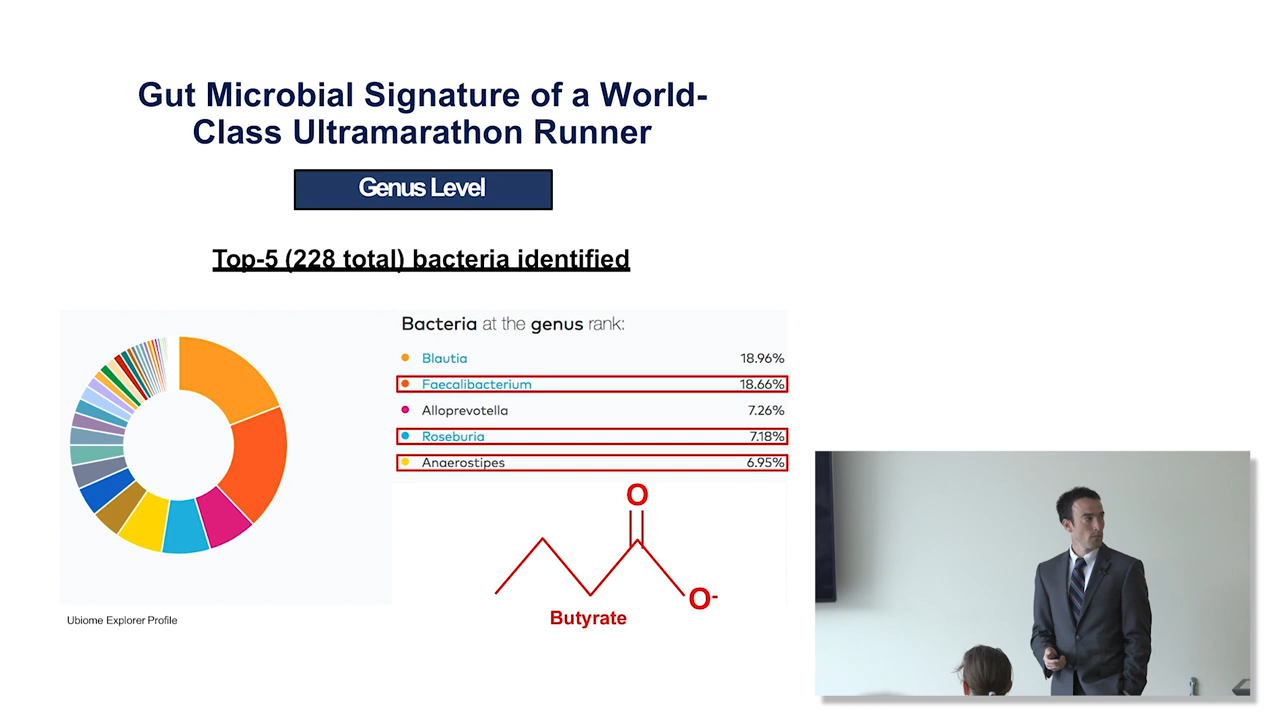 Gut Microbial Signature of a World-
Class Ultramarathon Runner
Genus Level
Top-5 (228 total) bacteria identified
Bacteria at the genus rank:
Blautia 18.96%
Faecalibacterium 18.66%
Alloprevotella 7.26%
Roseburia 7.18%
Anaerostipes 6.95%
O
O-
Butyrate
Ubiome Explorer Profile